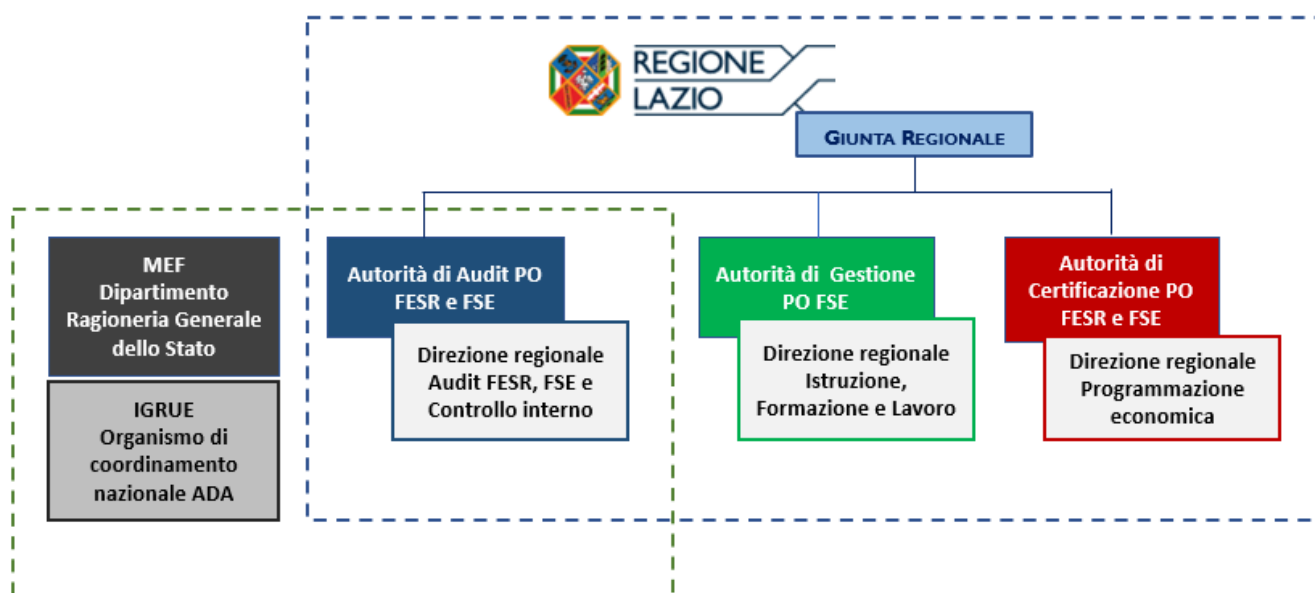 REGIONE
LAZIO
GIUNTA REGIONALE
MEF
Dipartimento
Ragioneria Generale
dello Stato
IGRUE
Organismo di
coordinamento
nazionale ADA
Autorità di Audit PO
FESR e FSE
Direzione regionale
Audit FESR, FSE e
Controllo interno
Autorità di Gestione
PO FSE
Direzione regionale
Istruzione,
Formazione e Lavoro
Autorità di
Certificazione PO
FESR e FSE
Direzione regionale
Programmazione
economica